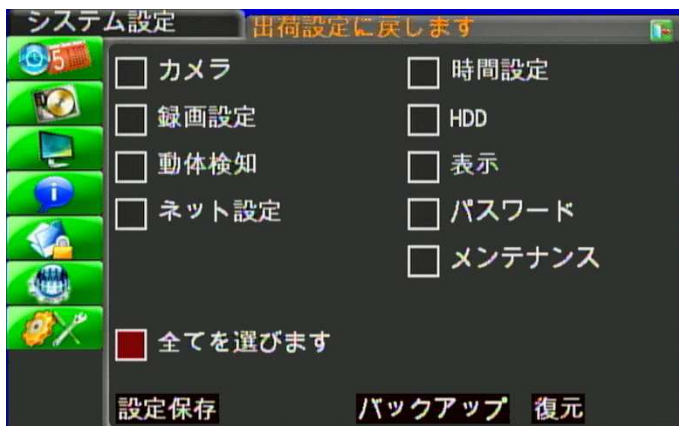 システム設定 出荷設定に戻します
5
カメラ 時間設定
録画設定 HDD
動体検知 表示
ネット設定 パスワード
メンテナンス
全てを選びます
設定保存 バックアップ 復元